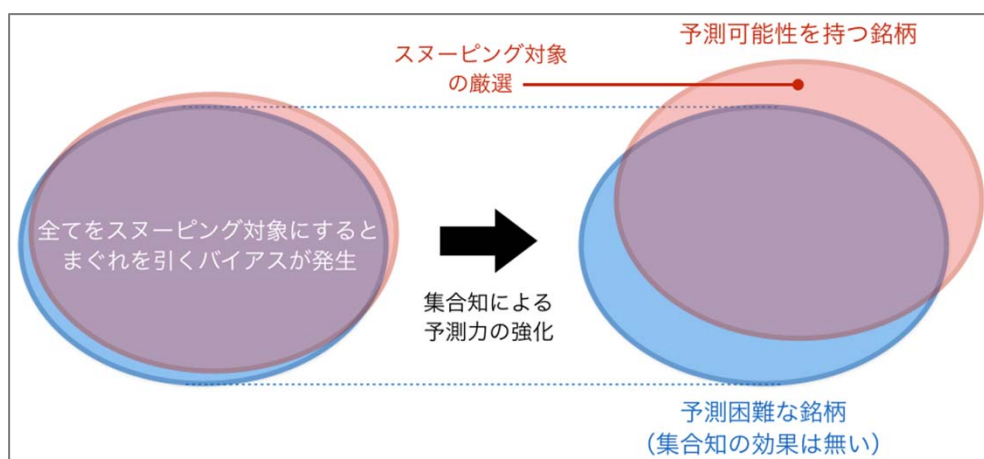 予測可能性を持つ銘柄
スヌーピング対象
の厳選
全てをスヌーピング対象にすると
まぐれを引くバイアスが発生
集合知による
予測力の強化
予測困難な銘柄
（集合知の効果は無い）